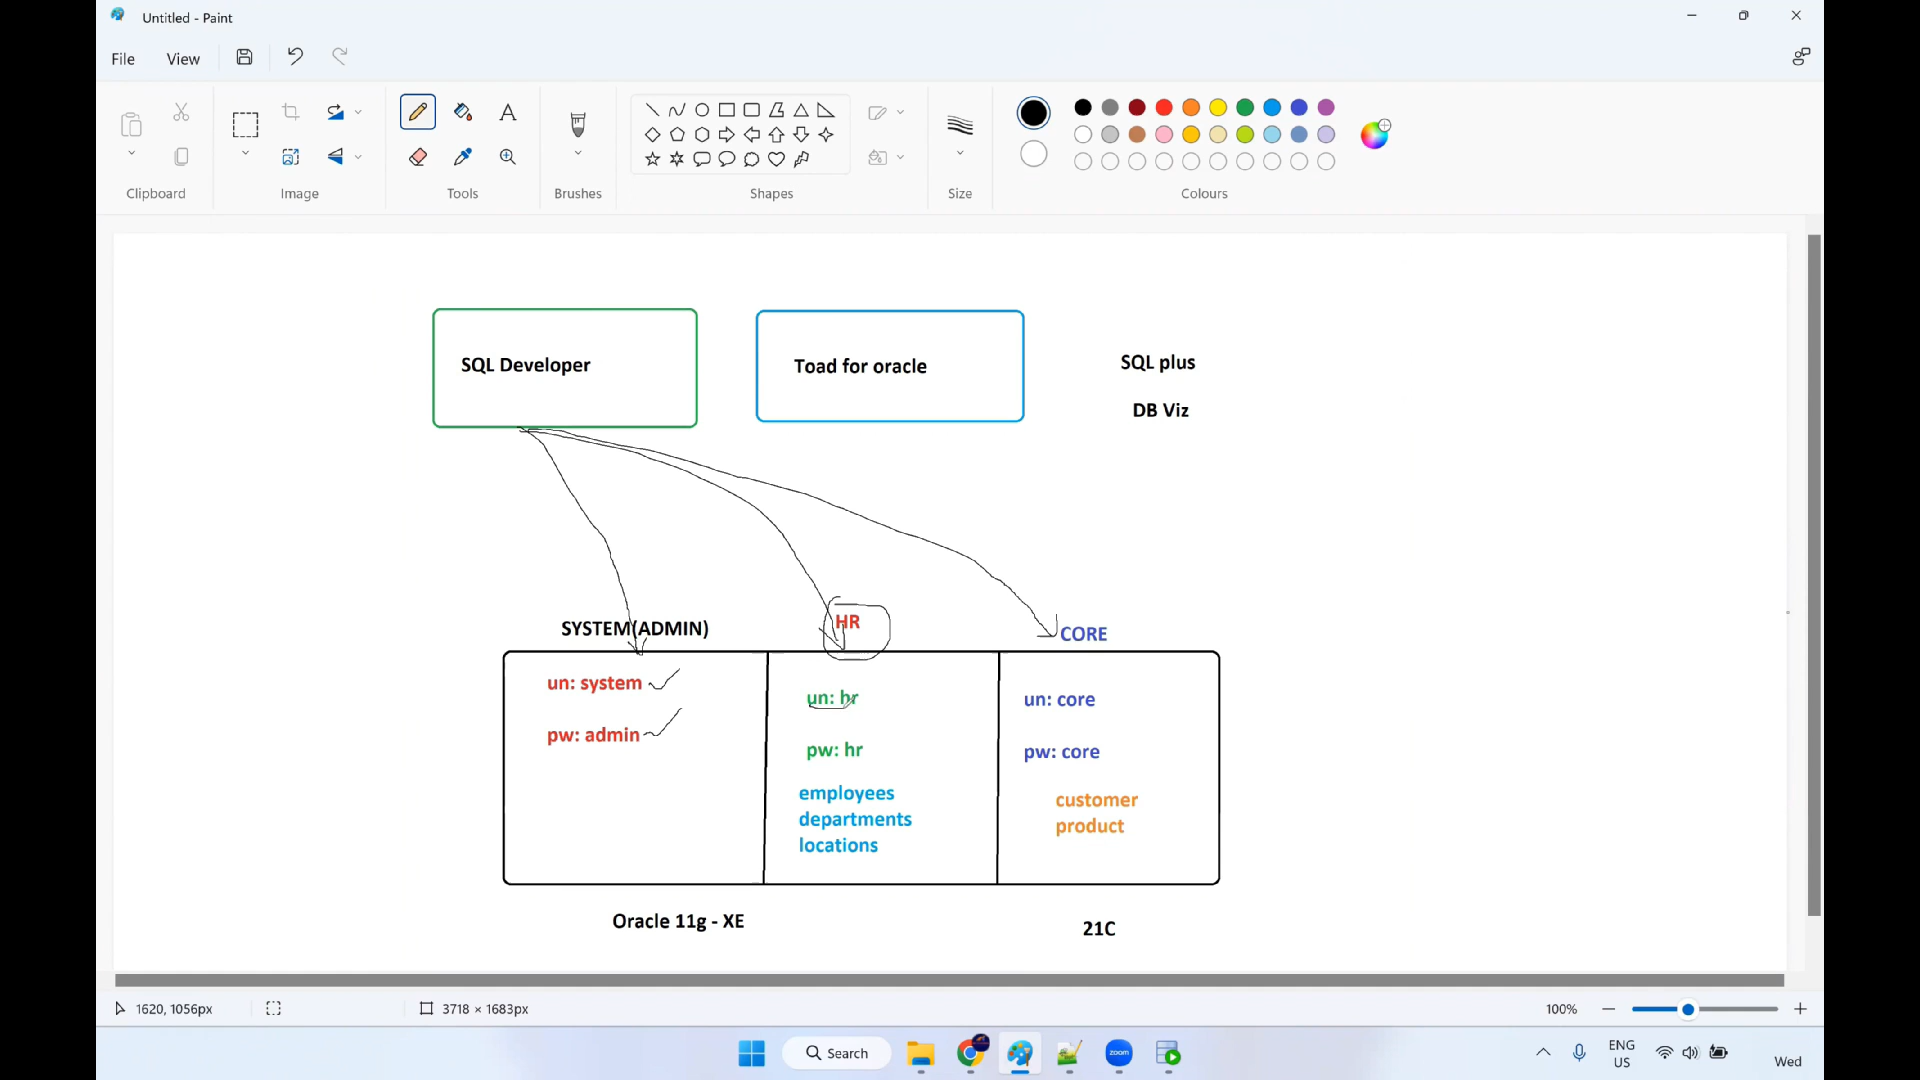 Untitled - Paint
File
View
Clipboard
Image
Tools
Brushes
Shapes
Size
Colours
SQL Developer
Toad for oracle
SQL plus
DB Viz
SYSTEM(ADMIN)
HR
CORE
un: system
pw: admin
un: hr
pw: hr
employees
departments
locations
un: core
pw: core
customer
product
Oracle 11g - XE
21C
1620, 1056px
3718 × 1683px
100%
Search
zoom
ENG
US
Wed